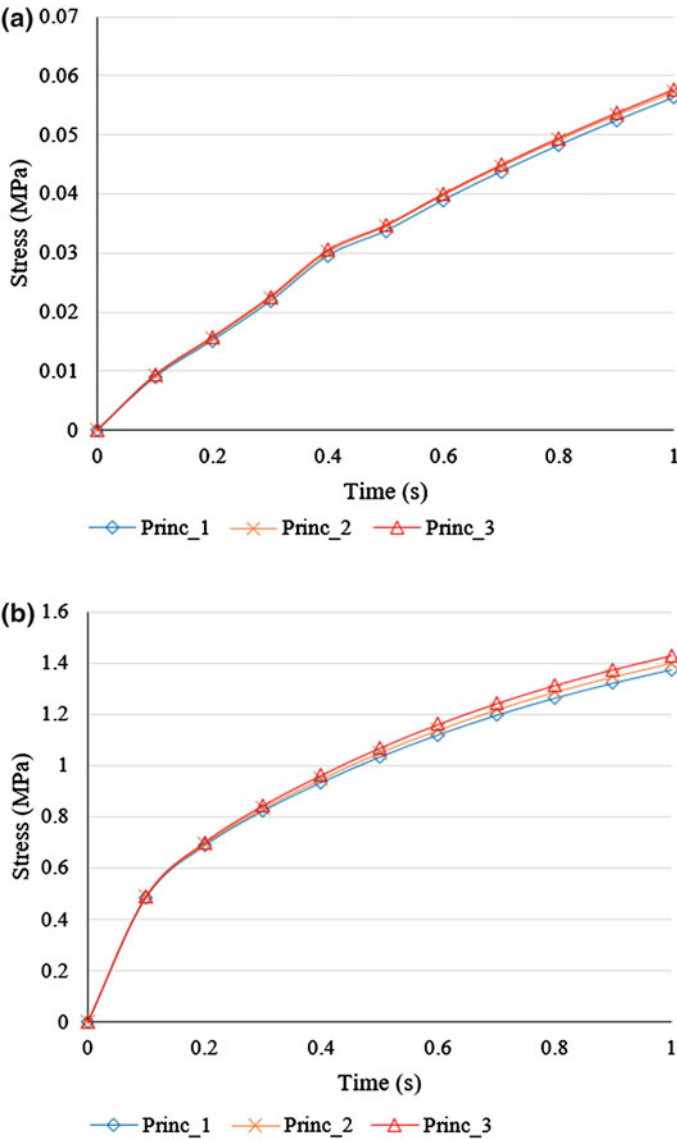 (a)
0.07
0.06
0.05
0.04
0.03
0.02
0.01
0
Stress (MPa)
0 0.2 0.4 0.6 0.8 1
Time (s)
Princ_1 Princ_2 Princ_3
(b)
1.6
1.4
1.2
1
0.8
0.6
0.4
0.2
0
Stress (MPa)
0 0.2 0.4 0.6 0.8 1
Time (s)
Princ_1 Princ_2 Princ_3